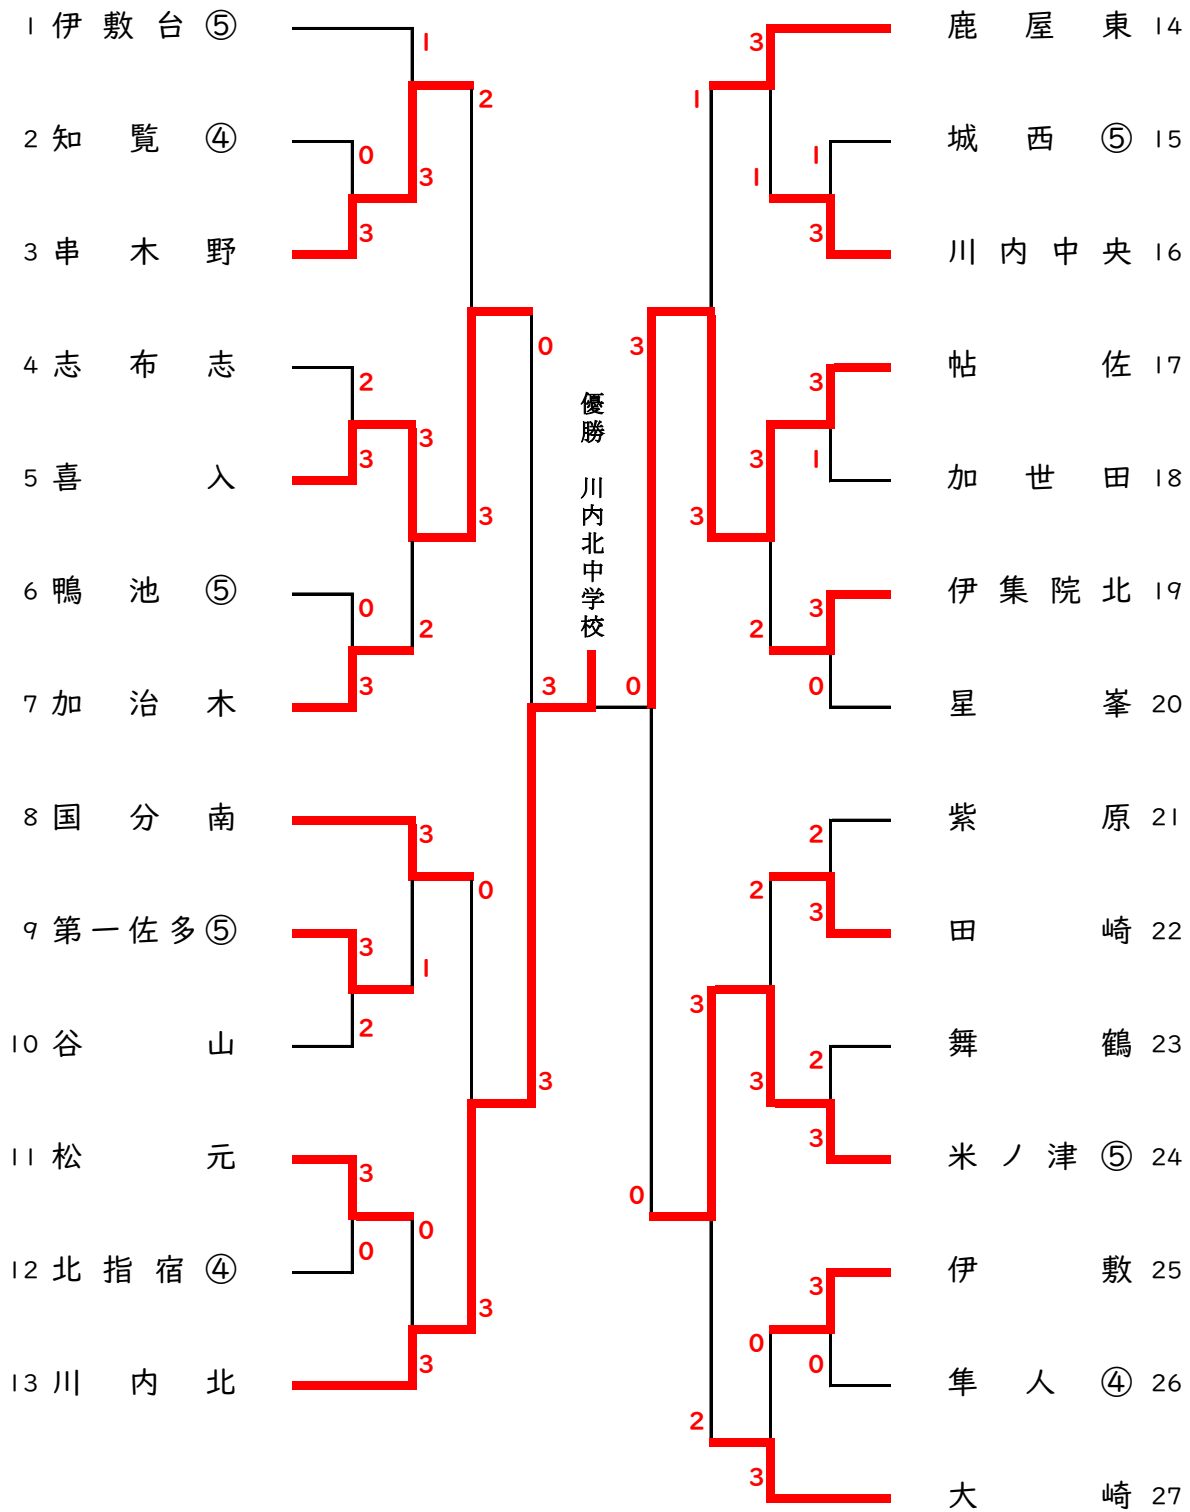 1 伊敷台⑤
2 知覧④
3 串木野
4 志布志
5 喜入
6 鴨池⑤
7 加治木
8 国分南
9 第一佐多⑤
10 谷山
11 松元
12 北指宿④
13 川内北
1
2
0
3
3
2
3
3
3
0
2
3
0
3
3
0
3
1
2
3
0
0
3
3
0
3
3
優勝 川内北中学校
3
0
3
1
1
1
3
3
3
1
3
3
2
0
2
2
3
3
3
2
3
0
3
0
0
2
3
鹿屋東 14
城西⑤ 15
川内中央 16
帖佐 17
加世田 18
伊集院北 19
星峯 20
紫原 21
田崎 22
舞鶴 23
米ノ津⑤ 24
伊敷 25
隼人④ 26
大崎 27